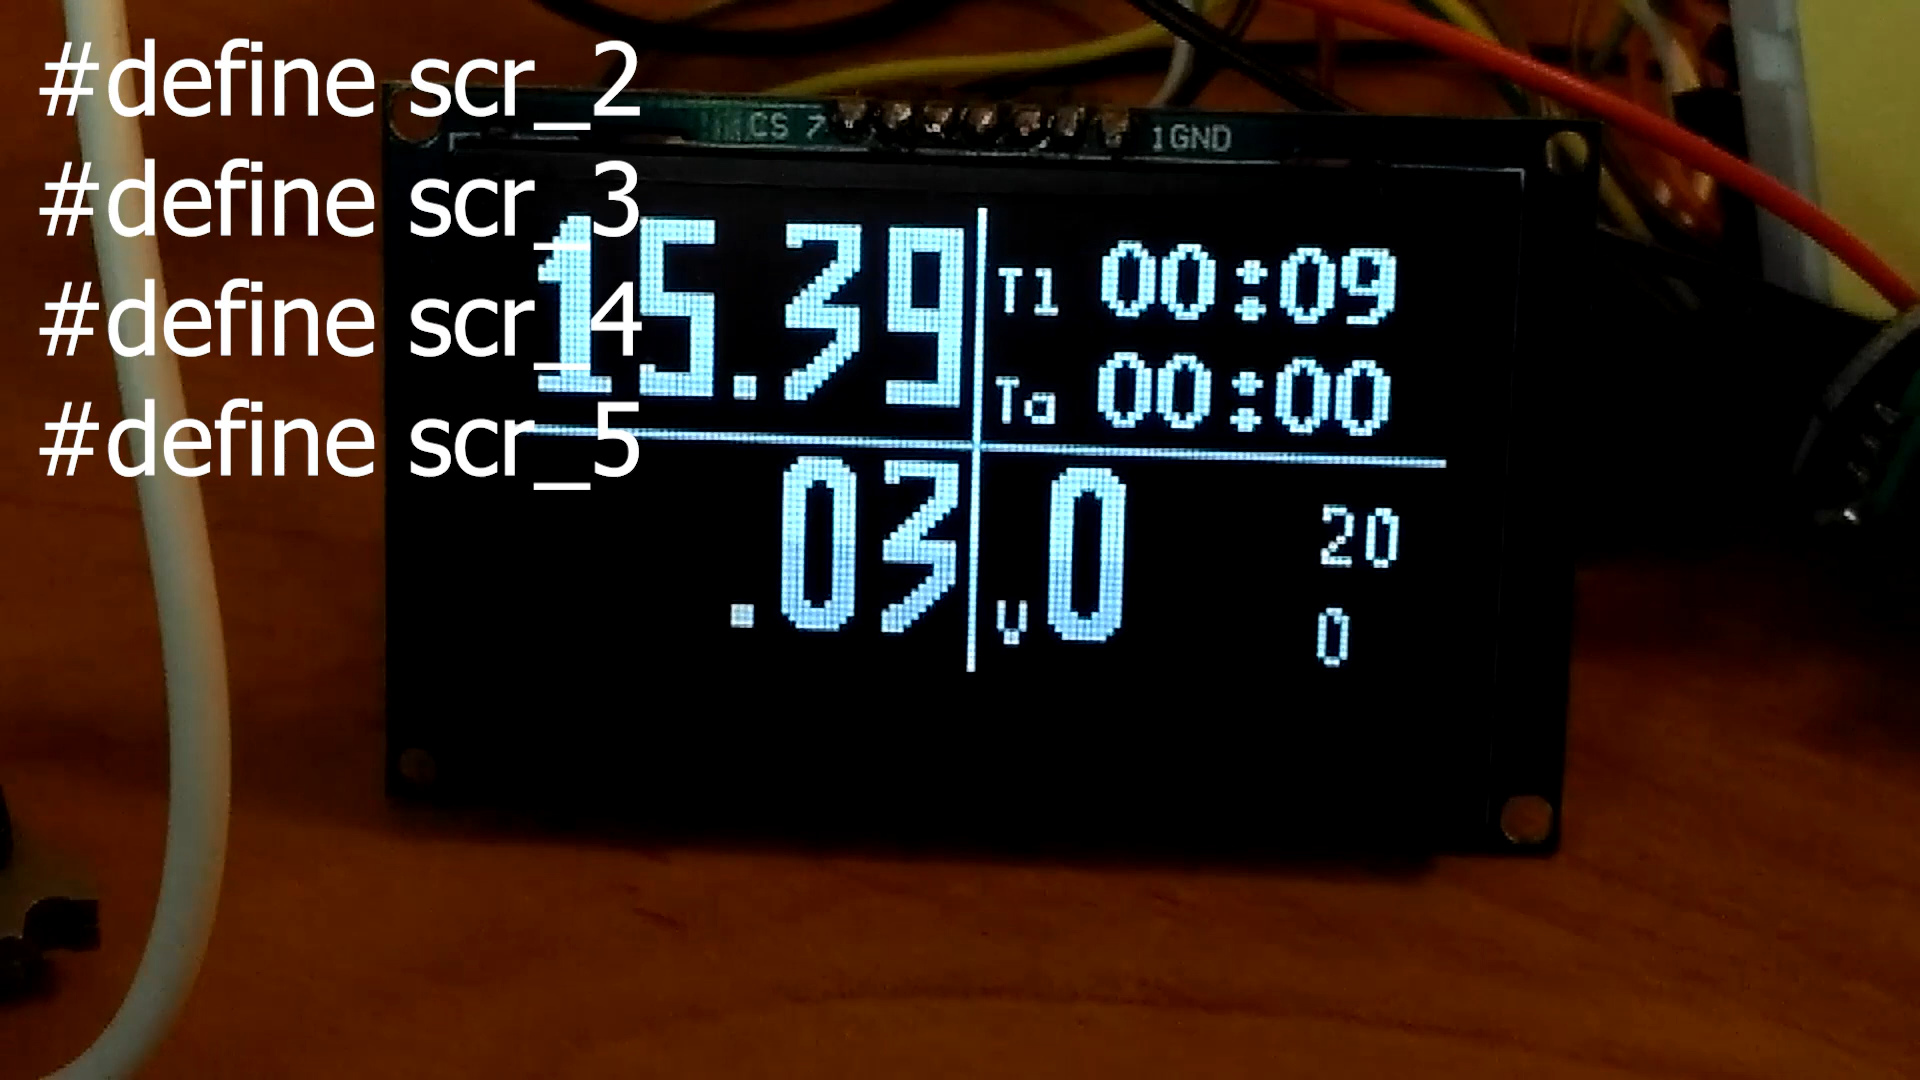 #define scr_2
#define scr_3
#define scr_4
#define scr_5
CS 7
1GND
15.39
T1 00:09
Ta 00:00
.03
V 0
20
0